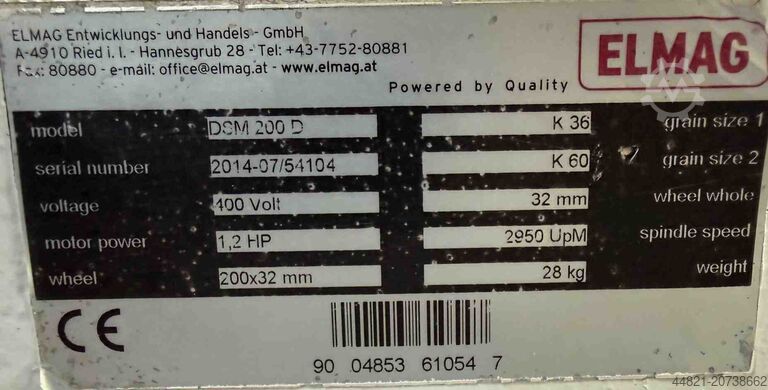 ELMAG Entwicklungs- und Handels - GmbH
A-4910 Ried i. I. - Hannesgrub 28 - Tel: +43-7752-80881
Fax: 80880 - e-mail: office@elmag.at - www.elmag.at
ELMAG
Powered by Quality
model DSM 200 D K 36 grain size 1
serial number 2014-07/54104 K 60 grain size 2
voltage 400 Volt 32 mm wheel whole
motor power 1,2 HP 2950 UpM spindle speed
wheel 200x32 mm 28 kg weight
CE
90 04853 61054 7
44821-20738662